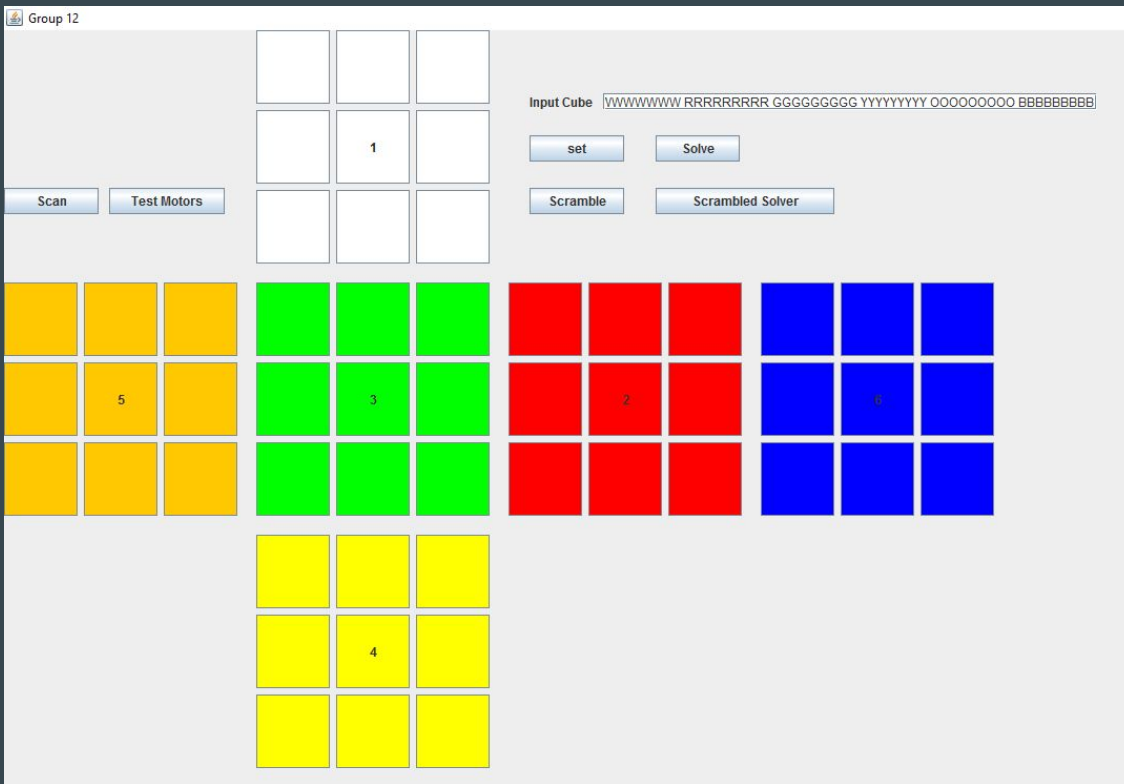 Group 12
Input Cube VWWWWWW RRRRRRRRR GGGGGGGGG YYYYYYYYY OOOOOOOOO BBBBBBBBB
1
set Solve
Scan Test Motors
Scramble Scrambled Solver
5 3 2 6
4